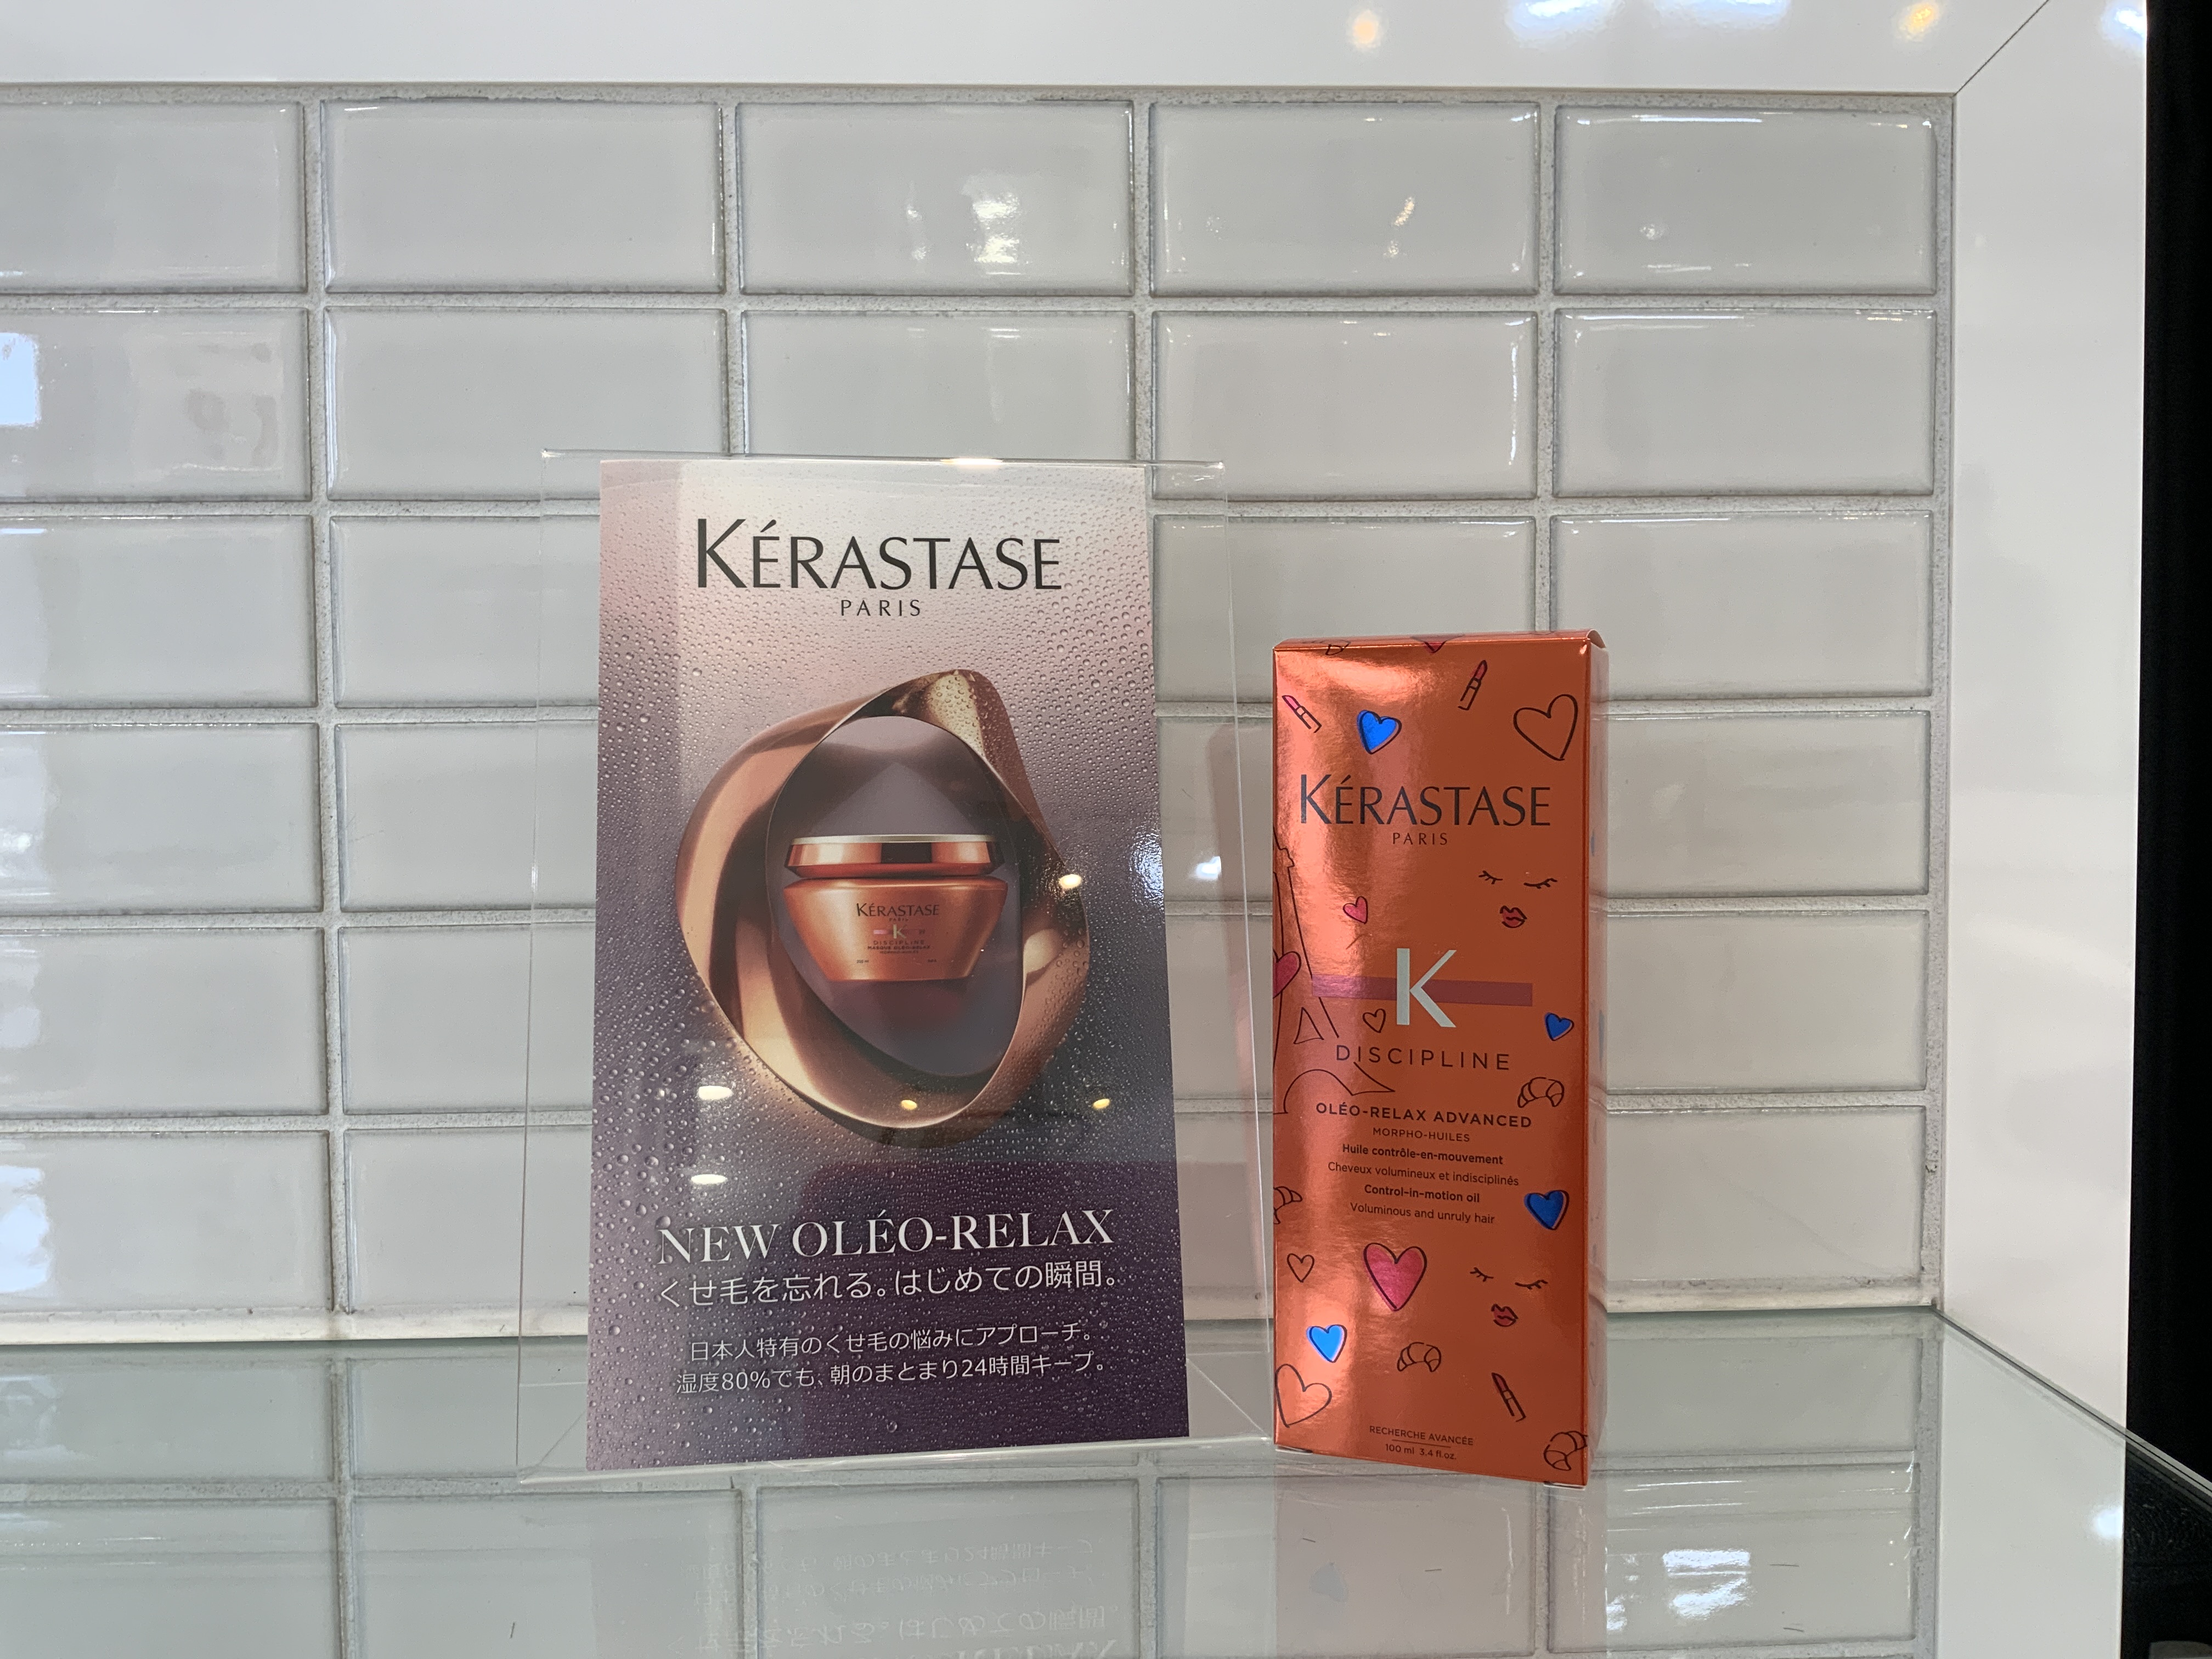 KÉRASTASE
PARIS
KÉRASTASE
PARIS
K
DISCIPLINE
MASQUE OLÉO-RELAX
NEW OLÉO-RELAX
くせ毛を忘れる。はじめての瞬間。
日本人特有のくせ毛の悩みにアプローチ。
湿度80%でも、朝のまとまり24時間キープ。
KÉRASTASE
PARIS
K
DISCIPLINE
OLÉO-RELAX ADVANCED
MORPHO-HUILES
Huile contrôle-en-mouvement
Cheveux volumineux et indisciplinés
Control-in-motion oil
Voluminous and unruly hair
RECHERCHE AVANCÉE
100 ml 3.4 fl.oz.